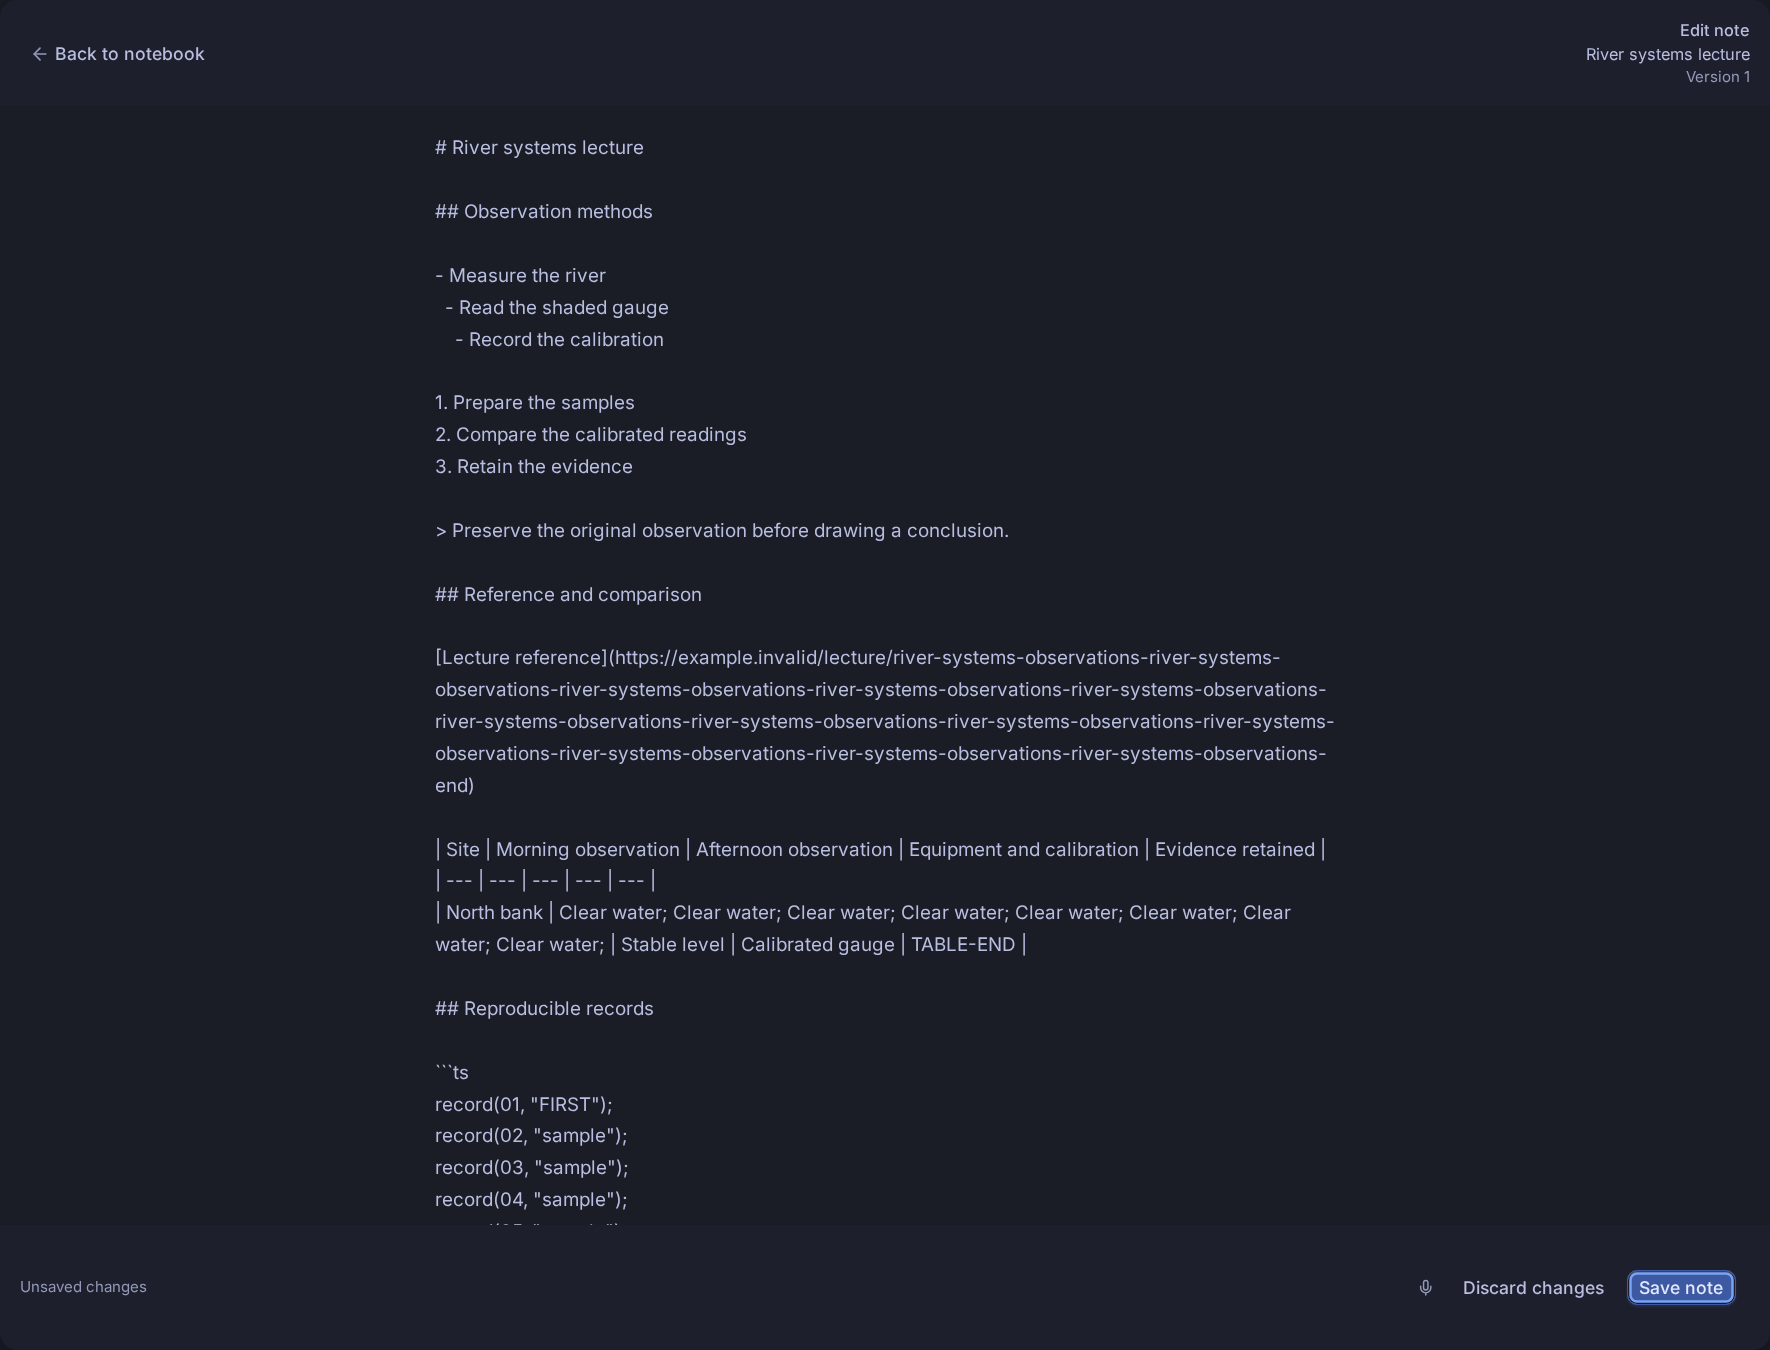 Back to notebook
Edit note
River systems lecture
Version 1
# River systems lecture
## Observation methods
- Measure the river
  - Read the shaded gauge
    - Record the calibration
1. Prepare the samples
2. Compare the calibrated readings
3. Retain the evidence
> Preserve the original observation before drawing a conclusion.
## Reference and comparison
[Lecture reference](https://example.invalid/lecture/river-systems-observations-river-systems-
observations-river-systems-observations-river-systems-observations-river-systems-observations-
river-systems-observations-river-systems-observations-river-systems-observations-river-systems-
observations-river-systems-observations-river-systems-observations-river-systems-observations-
end)
| Site | Morning observation | Afternoon observation | Equipment and calibration | Evidence retained |
| --- | --- | --- | --- | --- |
| North bank | Clear water; Clear water; Clear water; Clear water; Clear water; Clear water; Clear
water; Clear water; | Stable level | Calibrated gauge | TABLE-END |
## Reproducible records
```ts
record(01, "FIRST");
record(02, "sample");
record(03, "sample");
record(04, "sample");
Unsaved changes
Discard changes
Save note